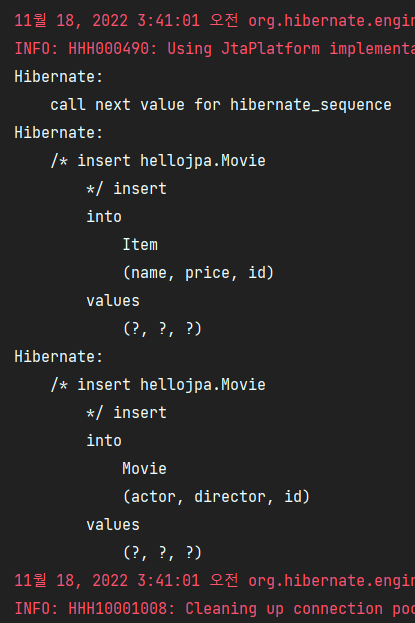 11월 18, 2022 3:41:01 오전 org.hibernate.engin
INFO: HHH000490: Using JtaPlatform implementa
Hibernate:
    call next value for hibernate_sequence
Hibernate:
    /* insert hellojpa.Movie
        */ insert
        into
            Item
            (name, price, id)
        values
            (?, ?, ?)
Hibernate:
    /* insert hellojpa.Movie
        */ insert
        into
            Movie
            (actor, director, id)
        values
            (?, ?, ?)
11월 18, 2022 3:41:01 오전 org.hibernate.engin
INFO: HHH10001008: Cleaning up connection poo